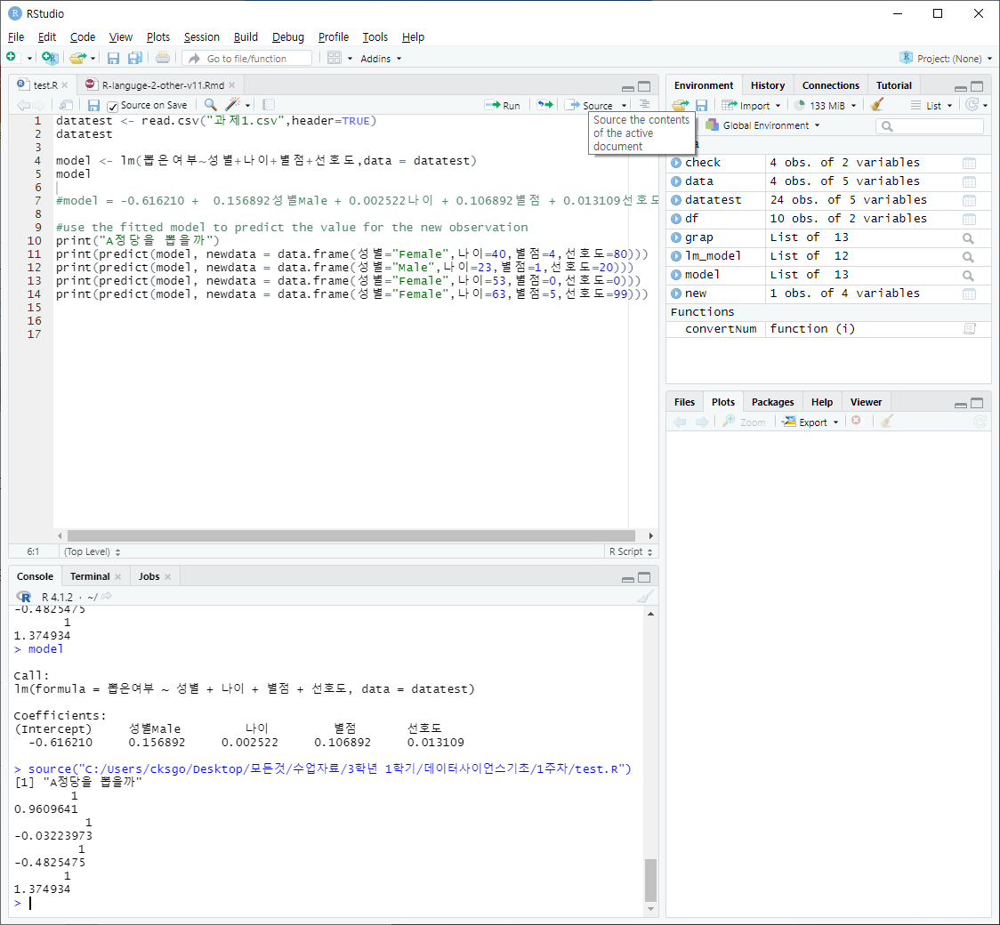 RStudio
File Edit Code View Plots Session Build Debug Profile Tools Help
Go to file/function Addins Project: (None)
test.R R-languge-2-other-v11.Rmd
Source on Save Run Source
Source the contents
of the active
document
1 datatest <- read.csv("과제1.csv",header=TRUE)
2 datatest
3
4 model <- lm(뽑은여부~성별+나이+별점+선호도,data = datatest)
5 model
6
7 #model = -0.616210 +  0.156892성별Male + 0.002522나이 + 0.106892별점 + 0.013109선호도
8
9 #use the fitted model to predict the value for the new observation
10 print("A정당을 뽑을까")
11 print(predict(model, newdata = data.frame(성별="Female",나이=40,별점=4,선호도=80)))
12 print(predict(model, newdata = data.frame(성별="Male",나이=23,별점=1,선호도=20)))
13 print(predict(model, newdata = data.frame(성별="Female",나이=53,별점=0,선호도=0)))
14 print(predict(model, newdata = data.frame(성별="Female",나이=63,별점=5,선호도=99)))
15
16
17
6:1 (Top Level) R Script
Console Terminal Jobs
R 4.1.2 · ~/
-0.4825475
1
1.374934
> model
Call:
lm(formula = 뽑은여부 ~ 성별 + 나이 + 별점 + 선호도, data = datatest)
Coefficients:
(Intercept) 성별Male 나이 별점 선호도
-0.616210 0.156892 0.002522 0.106892 0.013109
> source("C:/Users/cksgo/Desktop/모든것/수업자료/3학년 1학기/데이터사이언스기초/1주차/test.R")
[1] "A정당을 뽑을까"
1
0.9609641
1
-0.03223973
1
-0.4825475
1
1.374934
>
Environment History Connections Tutorial
Import 133 MiB List
Global Environment
a
check 4 obs. of 2 variables
data 4 obs. of 5 variables
datatest 24 obs. of 5 variables
df 10 obs. of 2 variables
grap List of  13
lm_model List of  12
model List of  13
new 1 obs. of 4 variables
Functions
convertNum function (i)
Files Plots Packages Help Viewer
Zoom Export